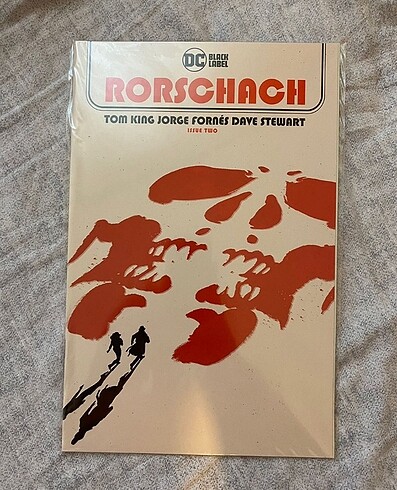 DC BLACK
LABEL
RORSCHACH
TOM KING JORGE FORNÉS DAVE STEWART
ISSUE TWO